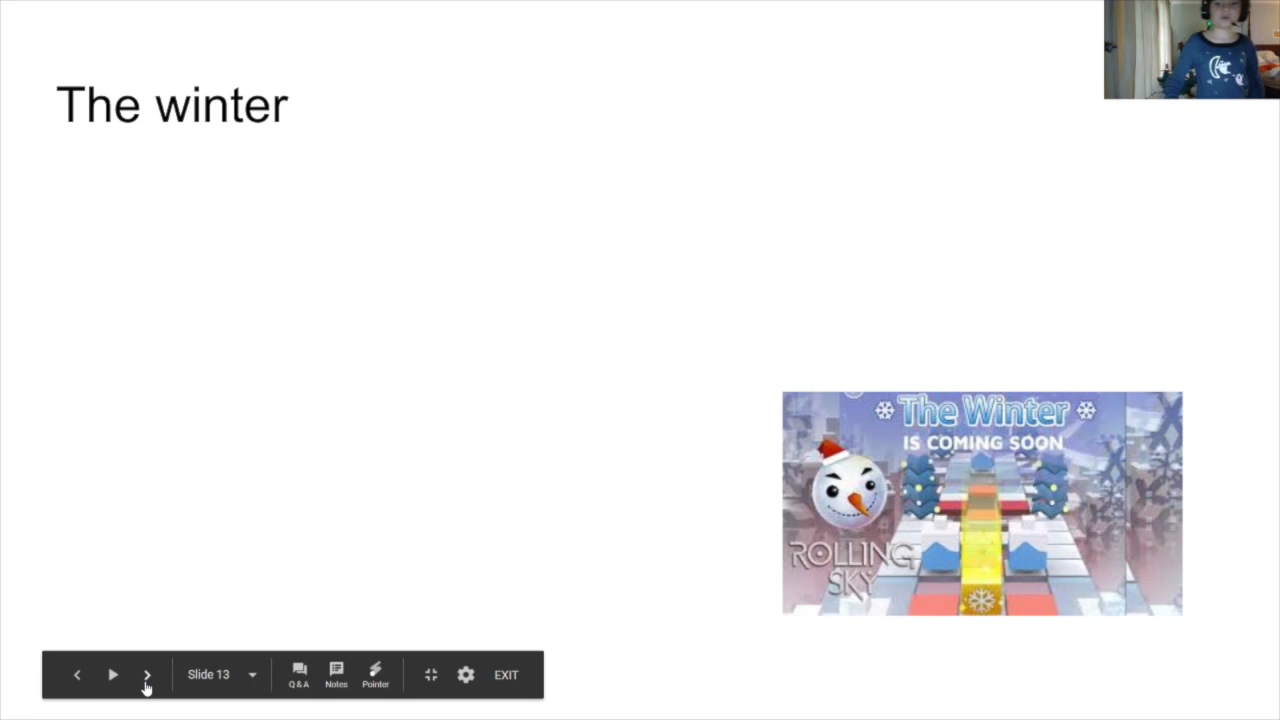 The winter
The Winter
IS COMING SOON
ROLLING
SKY
Slide 13
Q&A
Notes
Pointer
EXIT